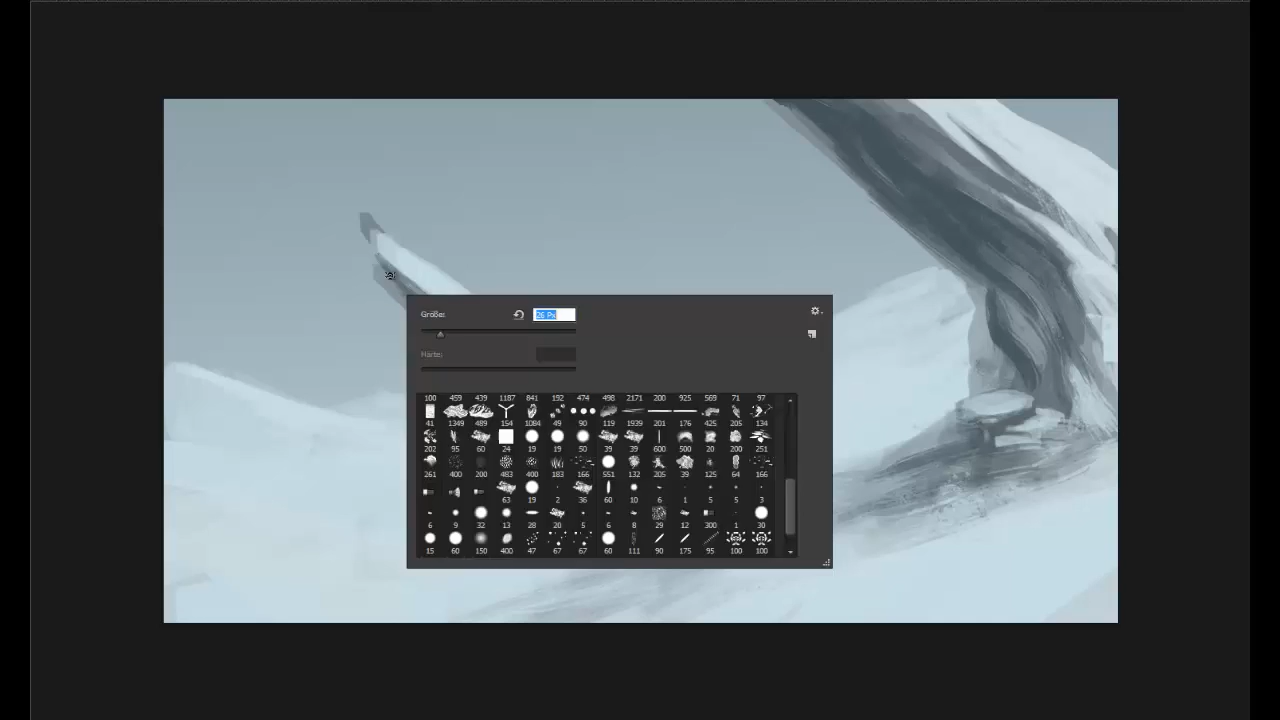 Größe:
26 Px
Härte:
100 459 439 1187 841 192 474 498 2171 200 925 569 71 97
41 1349 489 154 1084 49 90 119 1939 201 176 425 205 134
202 95 60 24 19 19 50 39 39 600 500 20 200 251
261 400 200 483 400 183 166 551 132 205 39 125 64 166
63 19 2 36 60 10 6 1 5 5 3
6 9 32 13 28 20 5 6 8 29 12 300 1 30
15 60 150 400 47 67 67 60 111 90 175 95 100 100